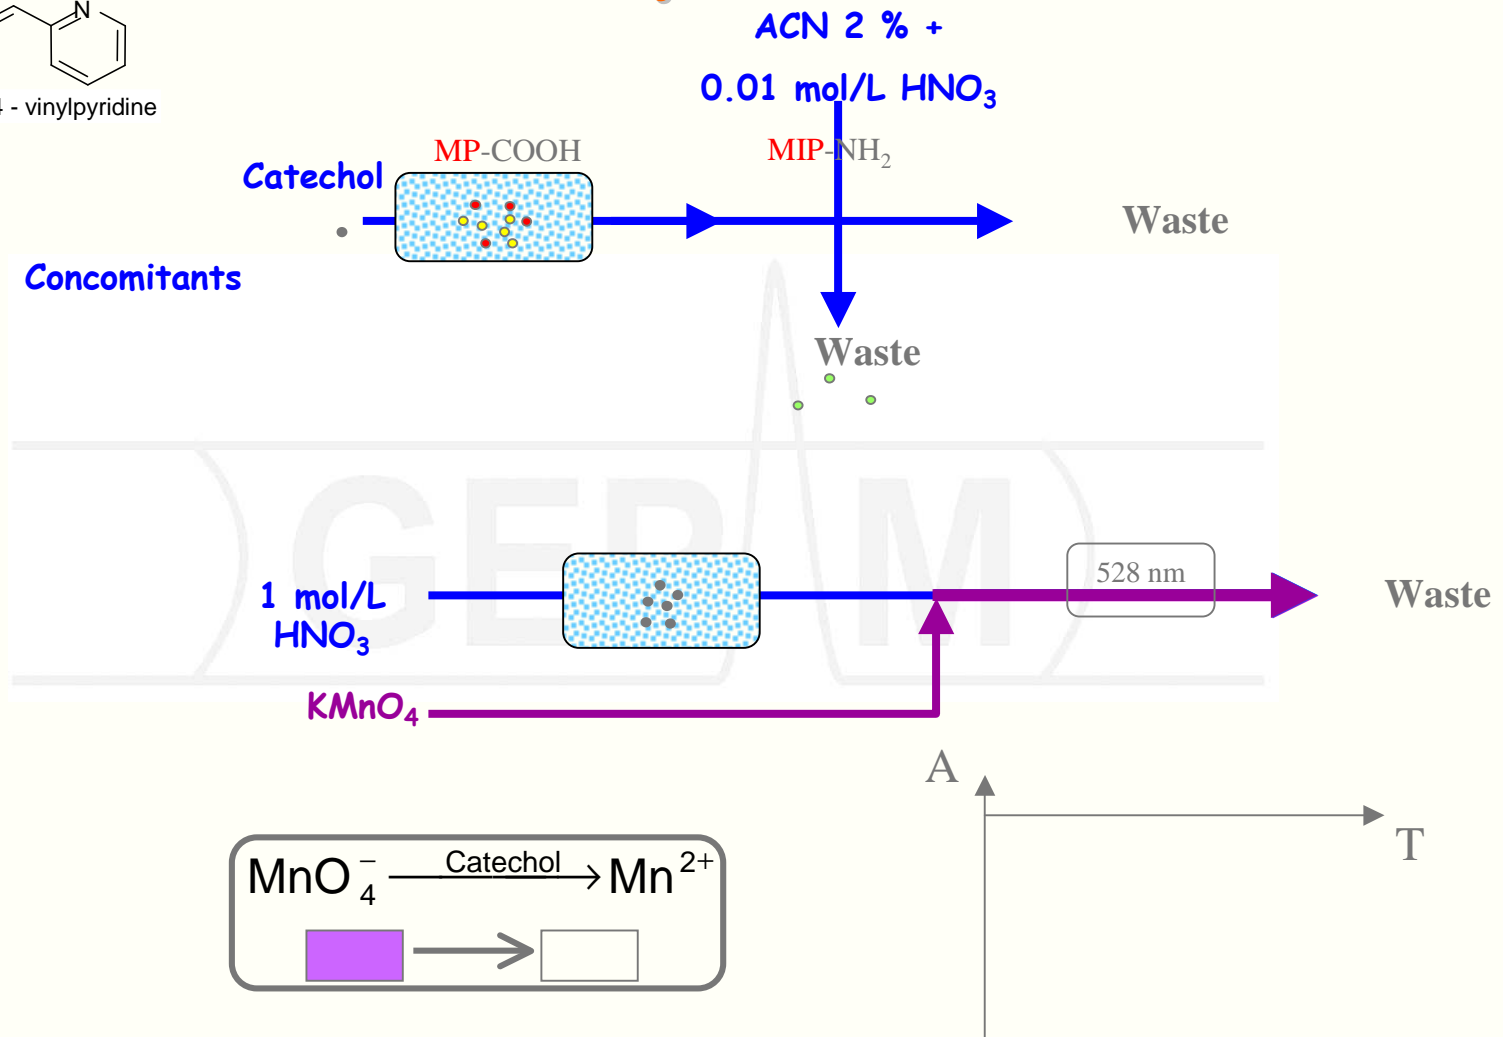 N
4 - vinylpyridine
ACN 2 % +
0.01 mol/L HNO₃
MP-COOH
MIP-NH₂
Catechol
Waste
Concomitants
Waste
GEP M
528 nm
1 mol/L
HNO₃
Waste
KMnO₄
A
T
MnO₄⁻ Catechol Mn²⁺